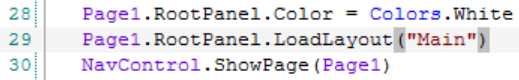 28 Page1.RootPanel.Color = Colors.White
29 Page1.RootPanel.LoadLayout("Main")
30 NavControl.ShowPage(Page1)